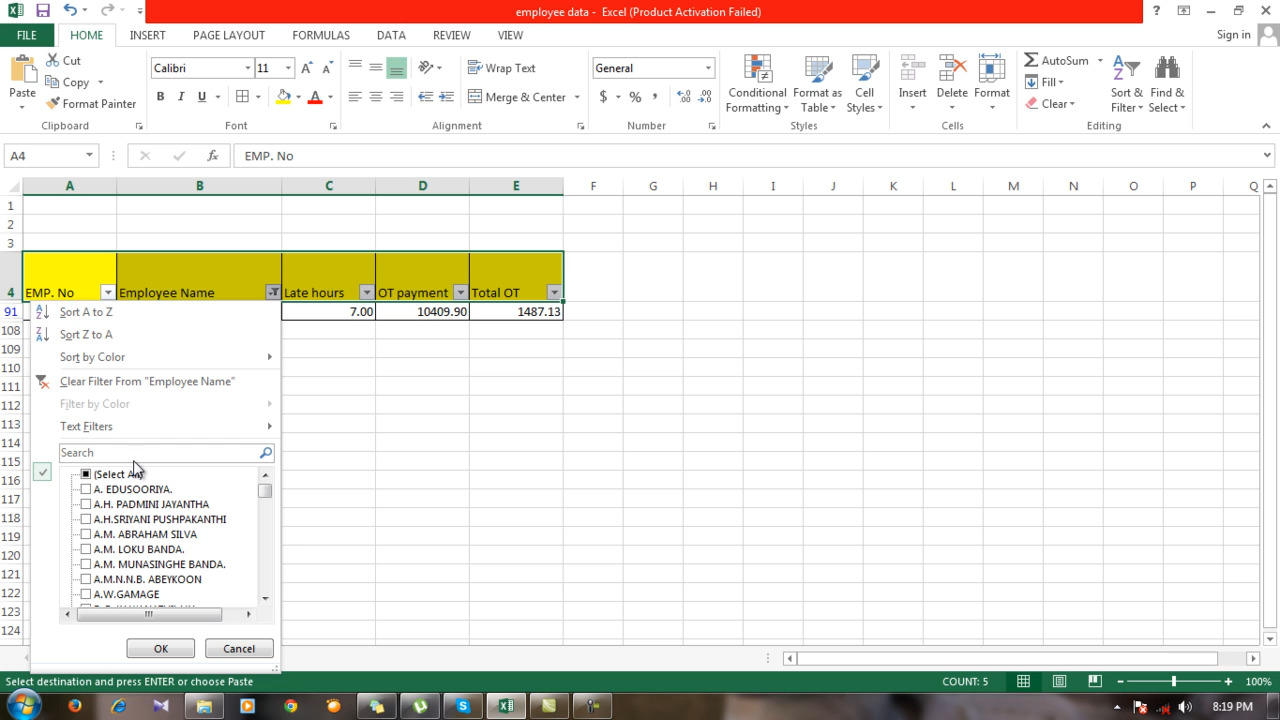 employee data - Excel (Product Activation Failed)
FILE HOME INSERT PAGE LAYOUT FORMULAS DATA REVIEW VIEW Sign in
Paste Cut Copy Format Painter Clipboard
Calibri 11 B I U A Font
Wrap Text Merge & Center Alignment
General $ % , Number
Conditional Formatting Format as Table Cell Styles Styles
Insert Delete Format Cells
AutoSum Fill Clear Sort & Filter Find & Select Editing
A4 fx EMP. No
A B C D E F G H I J K L M N O P Q
1
2
3
4 EMP. No Employee Name Late hours OT payment Total OT
91 7.00 10409.90 1487.13
108
109
110
111
112
113
114
115
116
117
118
119
120
121
122
123
124
Sort A to Z
Sort Z to A
Sort by Color
Clear Filter From "Employee Name"
Filter by Color
Text Filters
Search
A. EDUSOORIYA.
A.H. PADMINI JAYANTHA
A.H.SRIYANI PUSHPAKANTHI
A.M. ABRAHAM SILVA
A.M. LOKU BANDA.
A.M. MUNASINGHE BANDA.
A.M.N.N.B. ABEYKOON
A.W.GAMAGE
OK Cancel
Select destination and press ENTER or choose Paste COUNT: 5 100%
8:19 PM